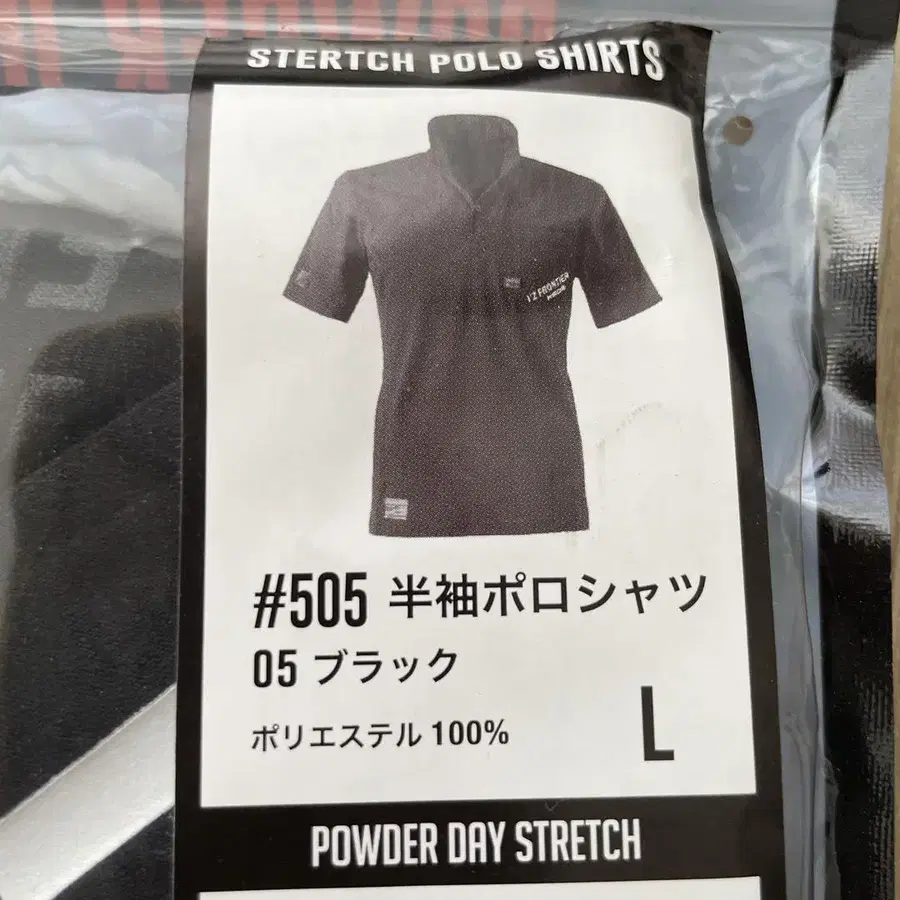 STERTCH POLO SHIRTS
I'Z FRONTIER
#505 半袖ポロシャツ
05 ブラック
ポリエステル 100%
L
POWDER DAY STRETCH